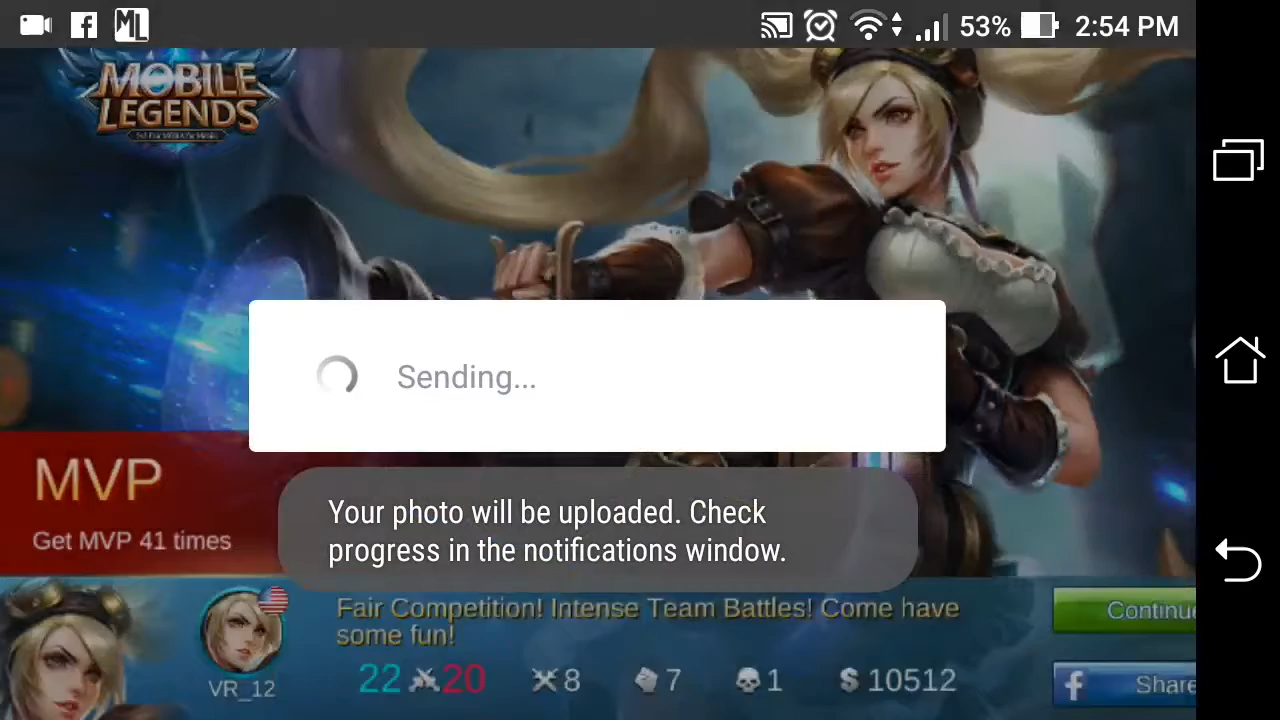 ML
53%
2:54 PM
MOBILE
LEGENDS
Sending...
MVP
Get MVP 41 times
Your photo will be uploaded. Check
progress in the notifications window.
Fair Competition! Intense Team Battles! Come have
some fun!
Continue
VR_12
22
20
8
7
1
$ 10512
Share